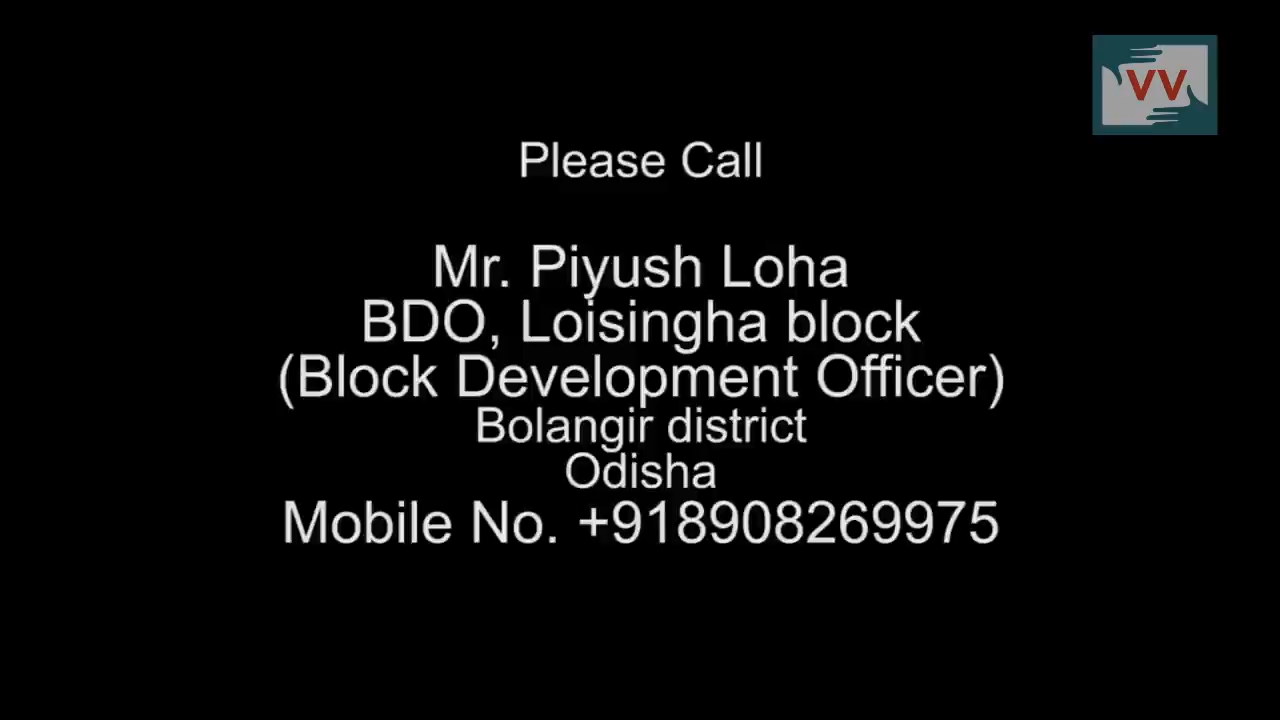 VV
Please Call
Mr. Piyush Loha
BDO, Loisingha block
(Block Development Officer)
Bolangir district
Odisha
Mobile No. +918908269975